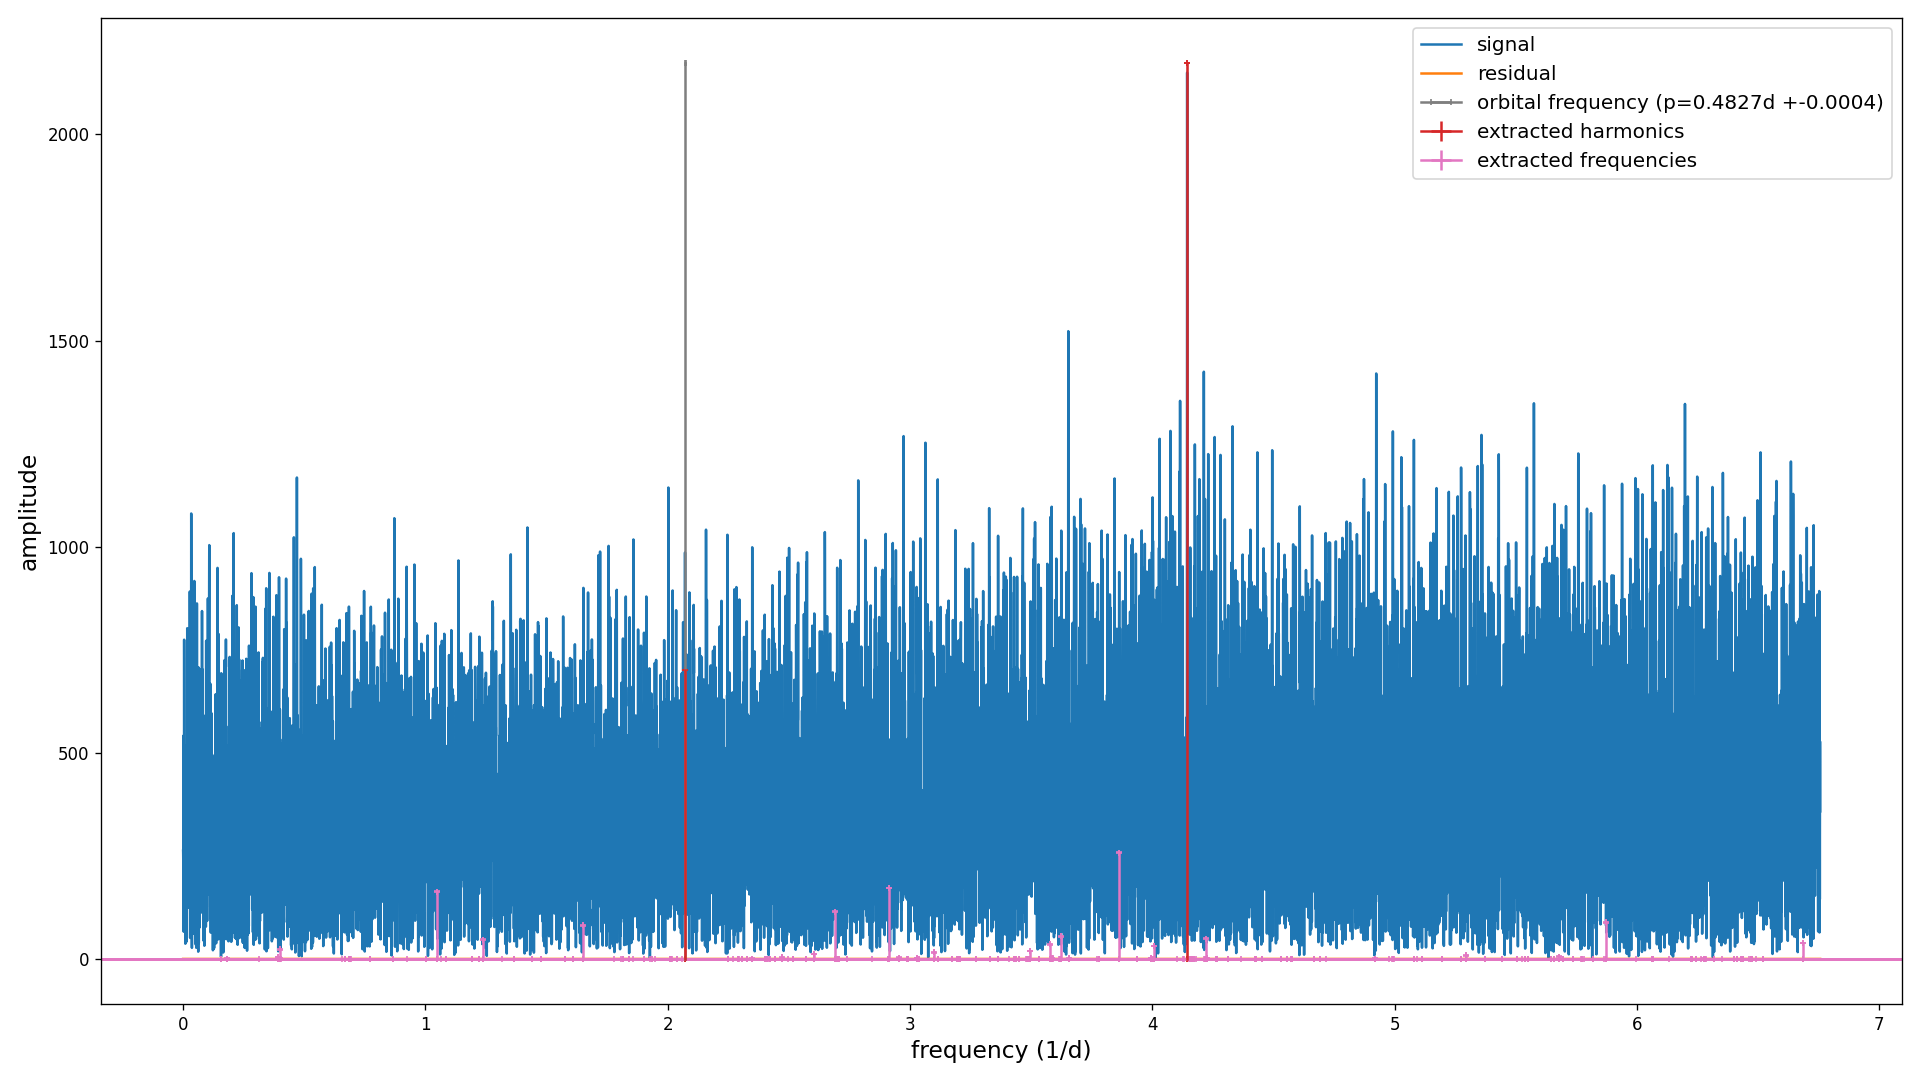 signal
residual
orbital frequency (p=0.4827d +-0.0004)
extracted harmonics
extracted frequencies
amplitude
2000
1500
1000
500
0
0 1 2 3 4 5 6 7
frequency (1/d)